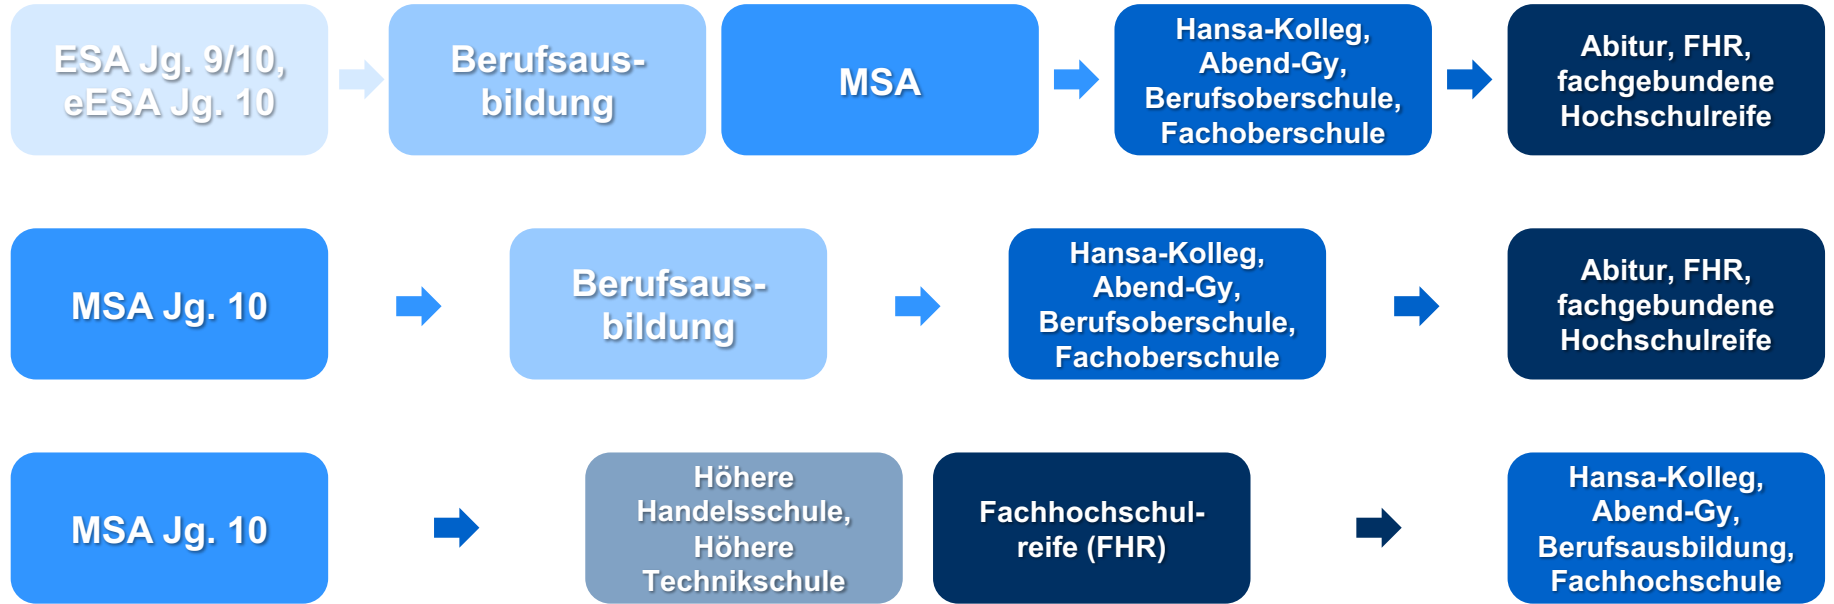 ESA Jg. 9/10,
eESA Jg. 10
Berufsaus-
bildung
MSA
Hansa-Kolleg,
Abend-Gy,
Berufsoberschule,
Fachoberschule
Abitur, FHR,
fachgebundene
Hochschulreife
MSA Jg. 10
Berufsaus-
bildung
Hansa-Kolleg,
Abend-Gy,
Berufsoberschule,
Fachoberschule
Abitur, FHR,
fachgebundene
Hochschulreife
MSA Jg. 10
Höhere
Handelsschule,
Höhere
Technikschule
Fachhochschul-
reife (FHR)
Hansa-Kolleg,
Abend-Gy,
Berufsausbildung,
Fachhochschule